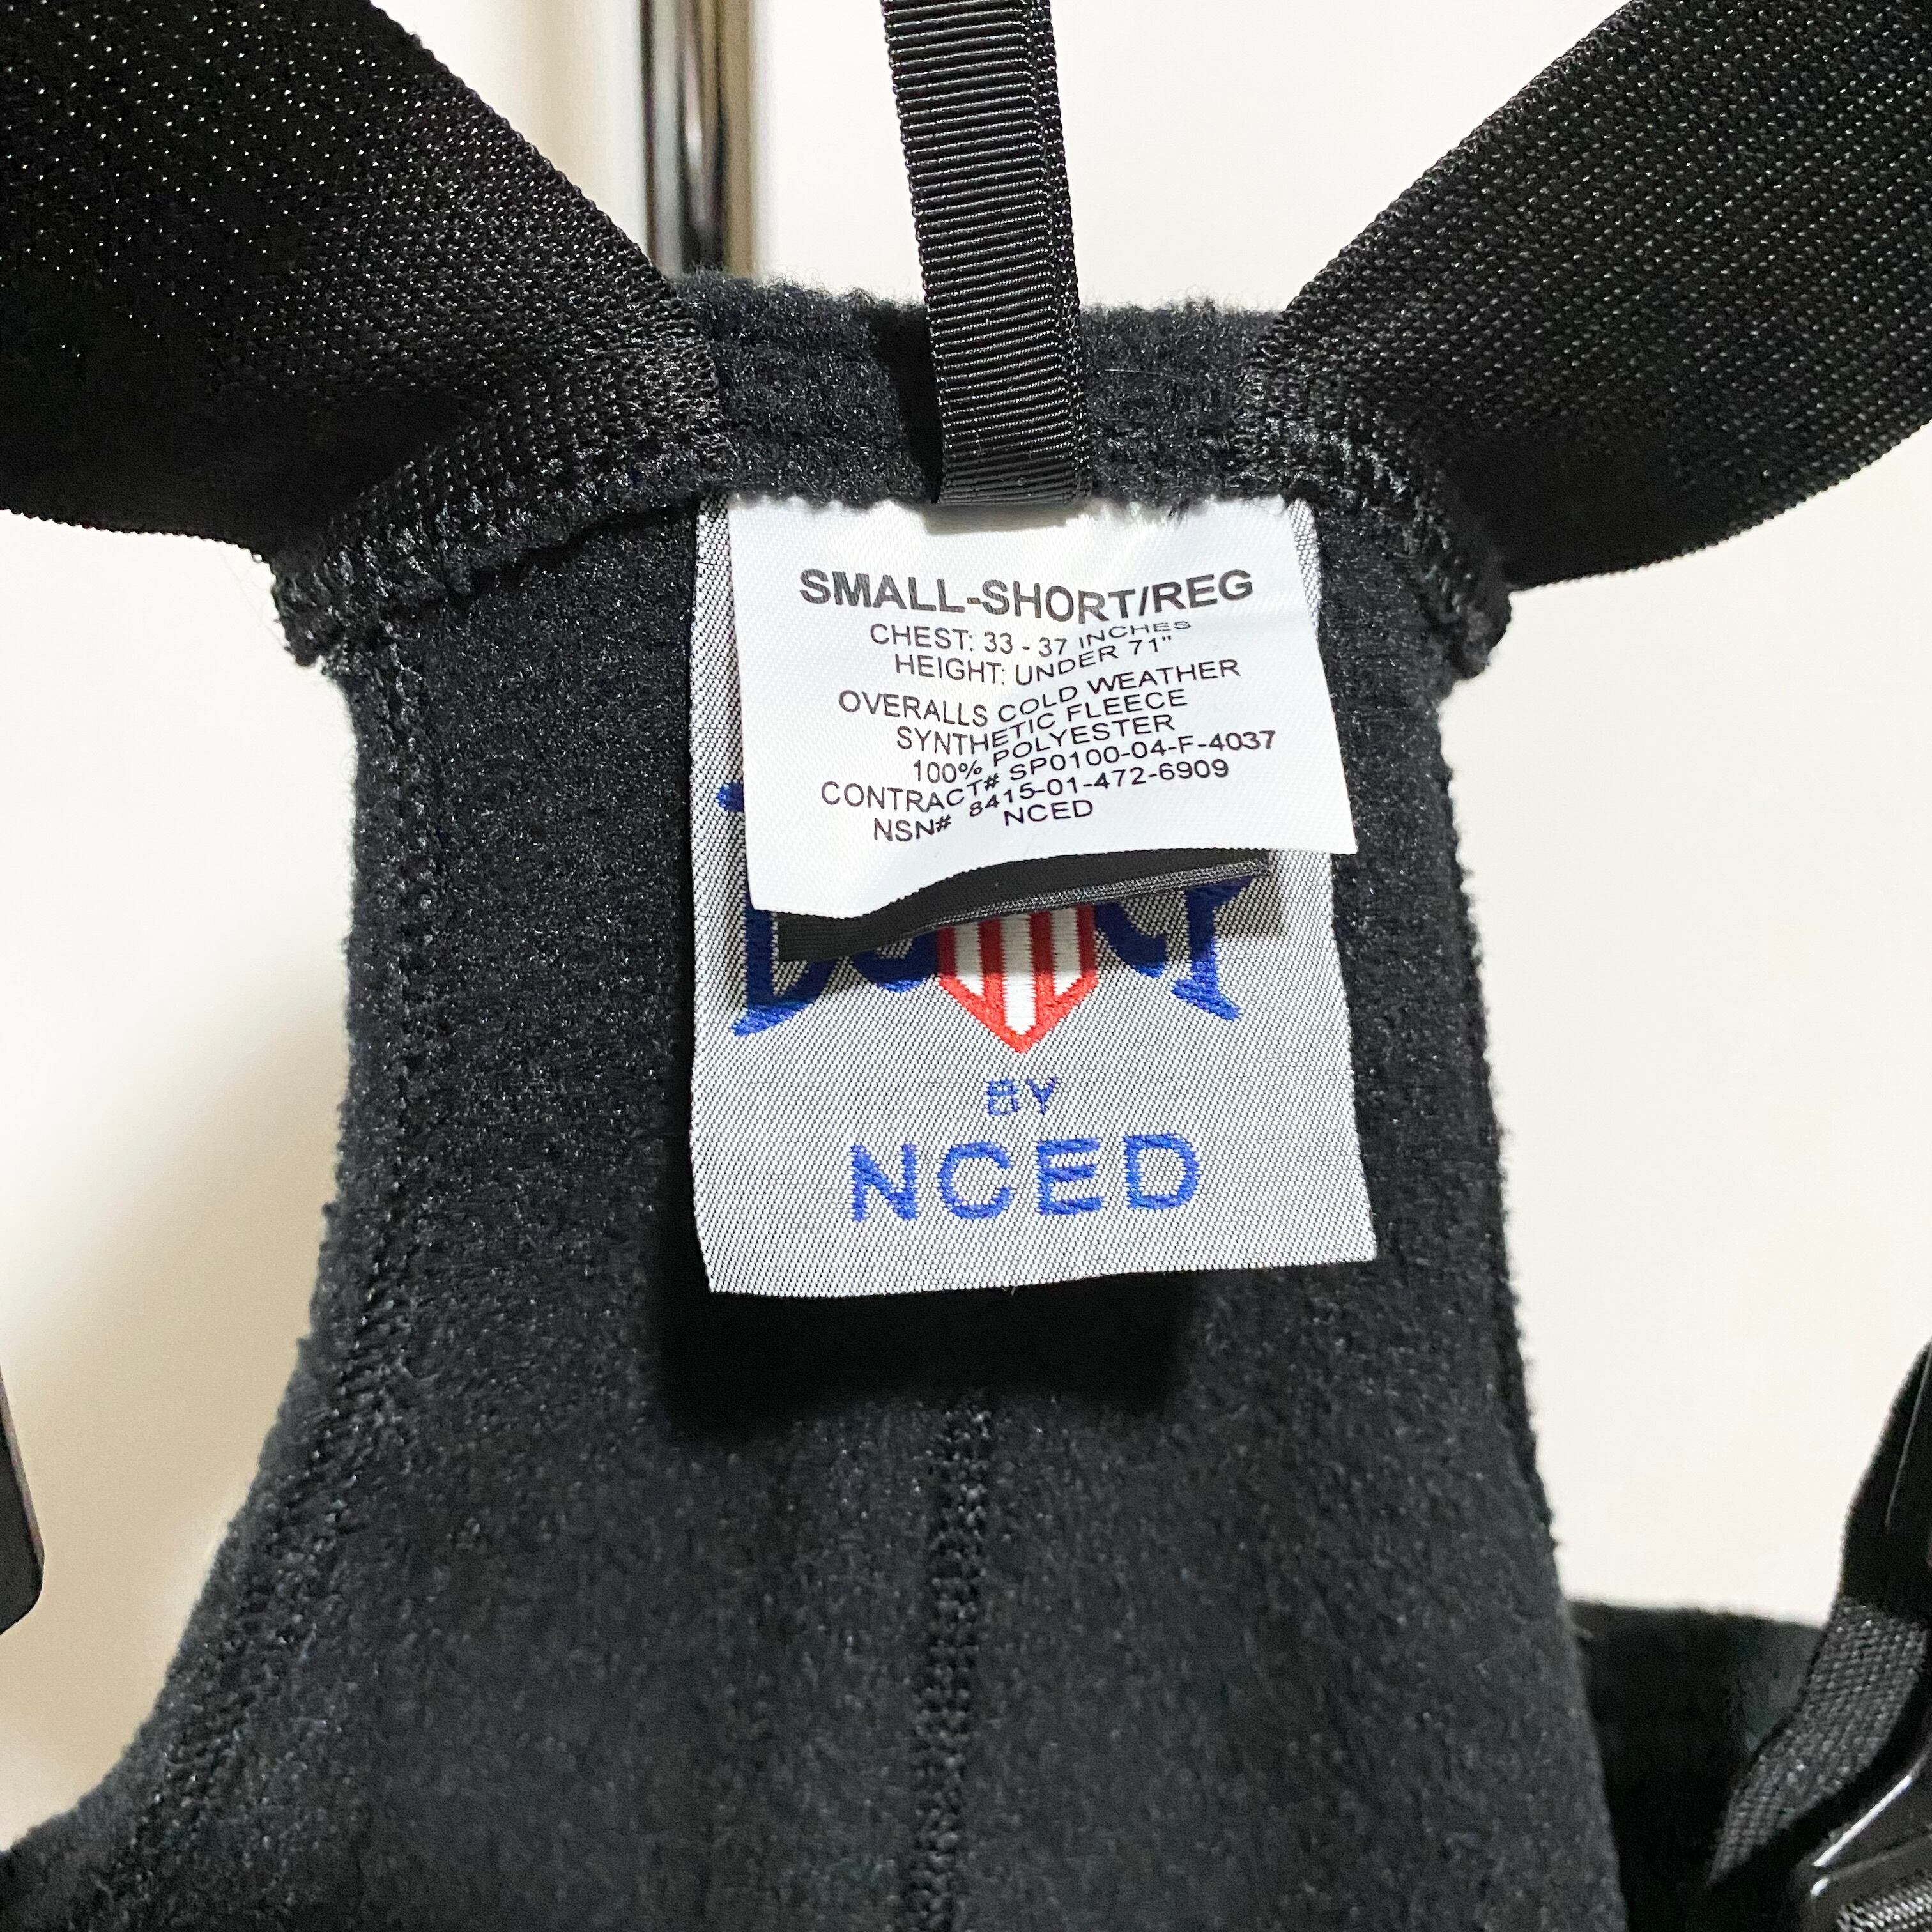 SMALL-SHORT/REG
CHEST: 33 - 37 INCHES
HEIGHT: UNDER 71"
OVERALLS COLD WEATHER
SYNTHETIC FLEECE
100% POLYESTER
CONTRACT# SP0100-04-F-4037
NSN# 8415-01-472-6909
NCED
BY
NCED